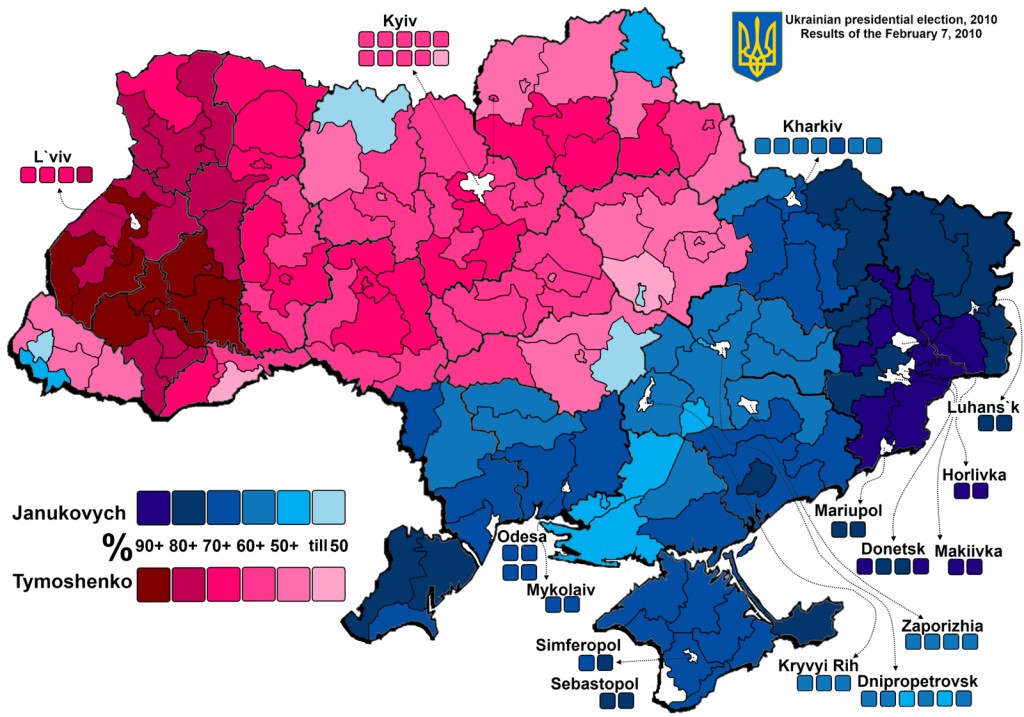 Ukrainian presidential election, 2010
Results of the February 7, 2010
Kyiv
Kharkiv
L`viv
Luhans`k
Horlivka
Mariupol
Donetsk
Makiivka
Janukovych
% 90+ 80+ 70+ 60+ 50+ till 50
Tymoshenko
Odesa
Mykolaiv
Zaporizhia
Simferopol
Kryvyi Rih
Sebastopol
Dnipropetrovsk